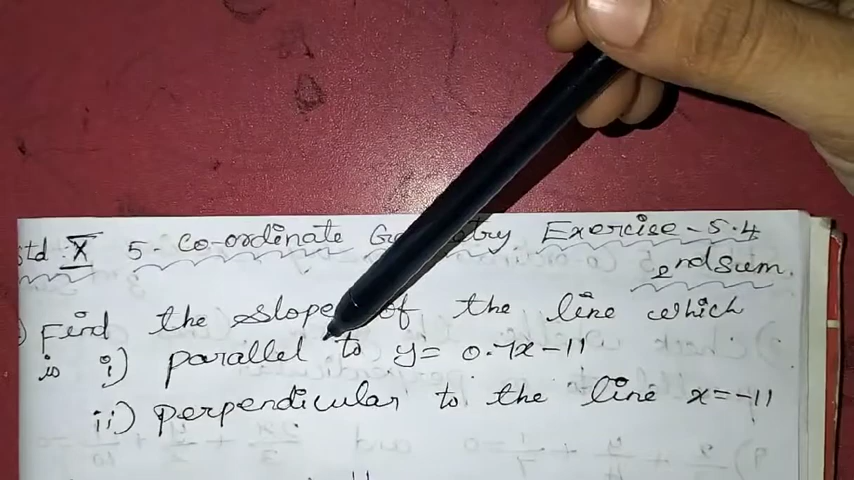 std X 5 - Co-ordinate Geometry Exercise - 5.4
2nd sum.
) Find the slope of the line which
is i) parallel to y = 0.7x - 11
ii) perpendicular to the line x = -11